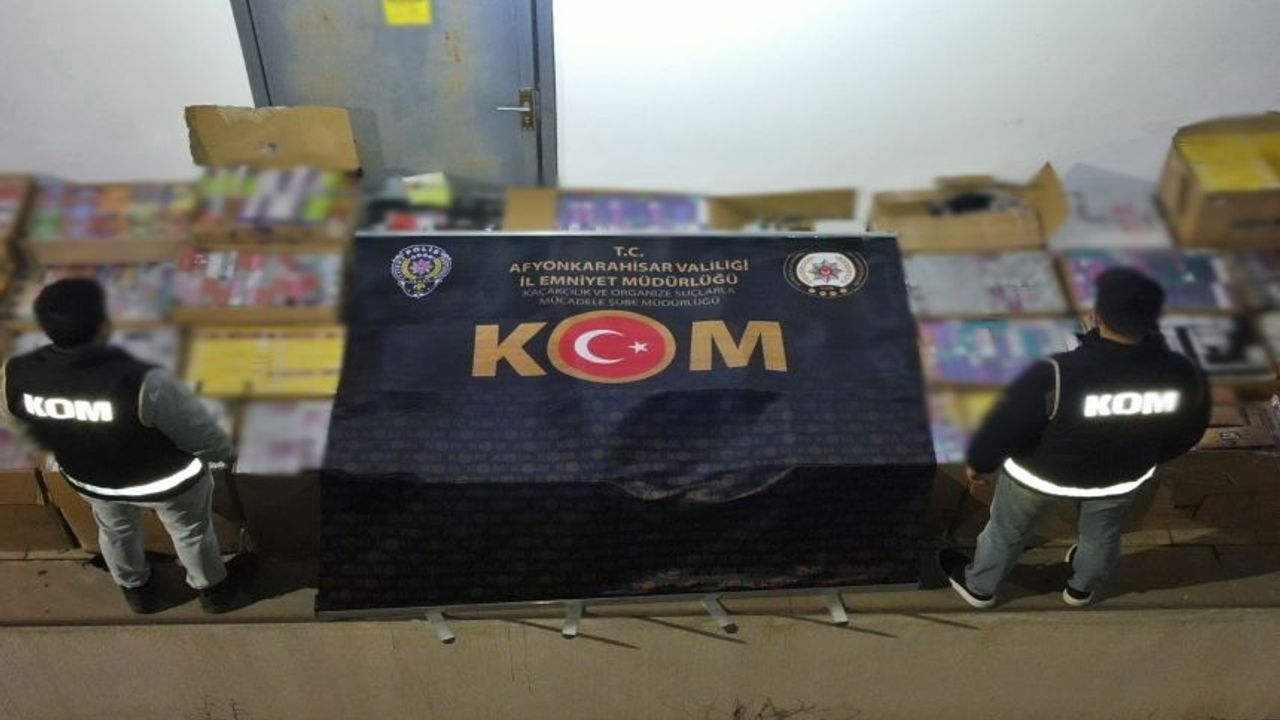 POLİS
T.C.
AFYONKARAHİSAR VALİLİĞİ
İL EMNİYET MÜDÜRLÜĞÜ
KAÇAKÇILIK VE ORGANİZE SUÇLARLA
MÜCADELE ŞUBE MÜDÜRLÜĞÜ
KOM
KOM
KOM